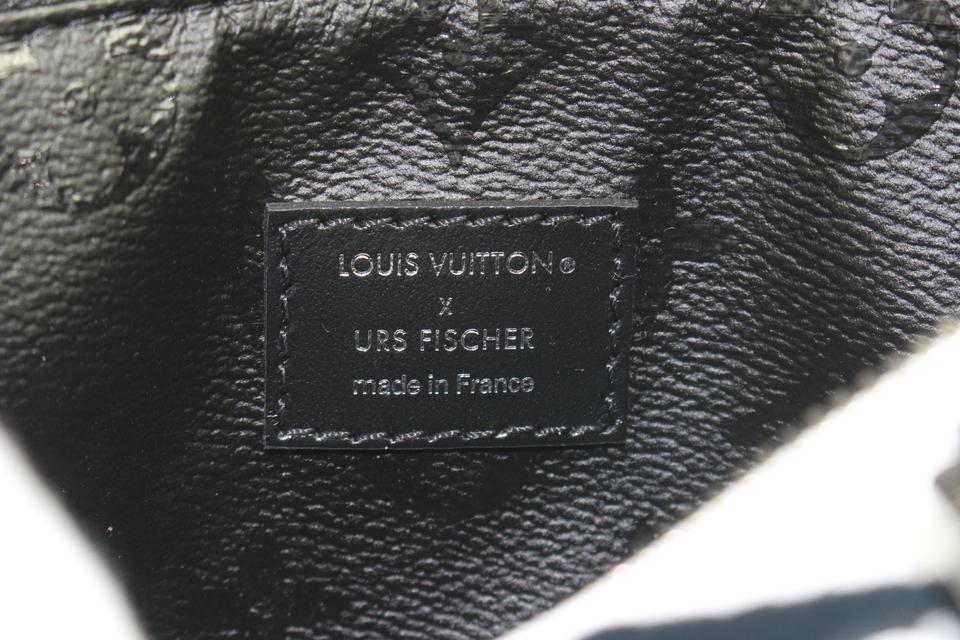 LOUIS VUITTON®
x
URS FISCHER
made in France